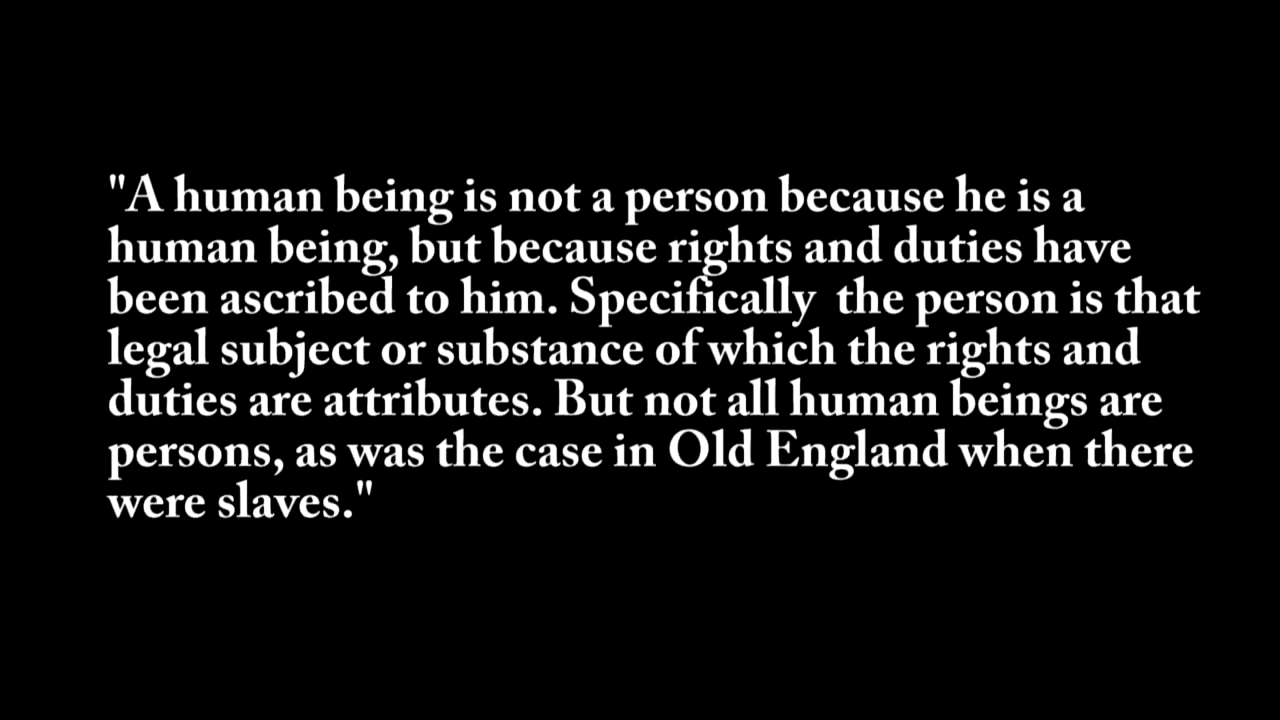 "A human being is not a person because he is a
human being, but because rights and duties have
been ascribed to him. Specifically  the person is that
legal subject or substance of which the rights and
duties are attributes. But not all human beings are
persons, as was the case in Old England when there
were slaves."